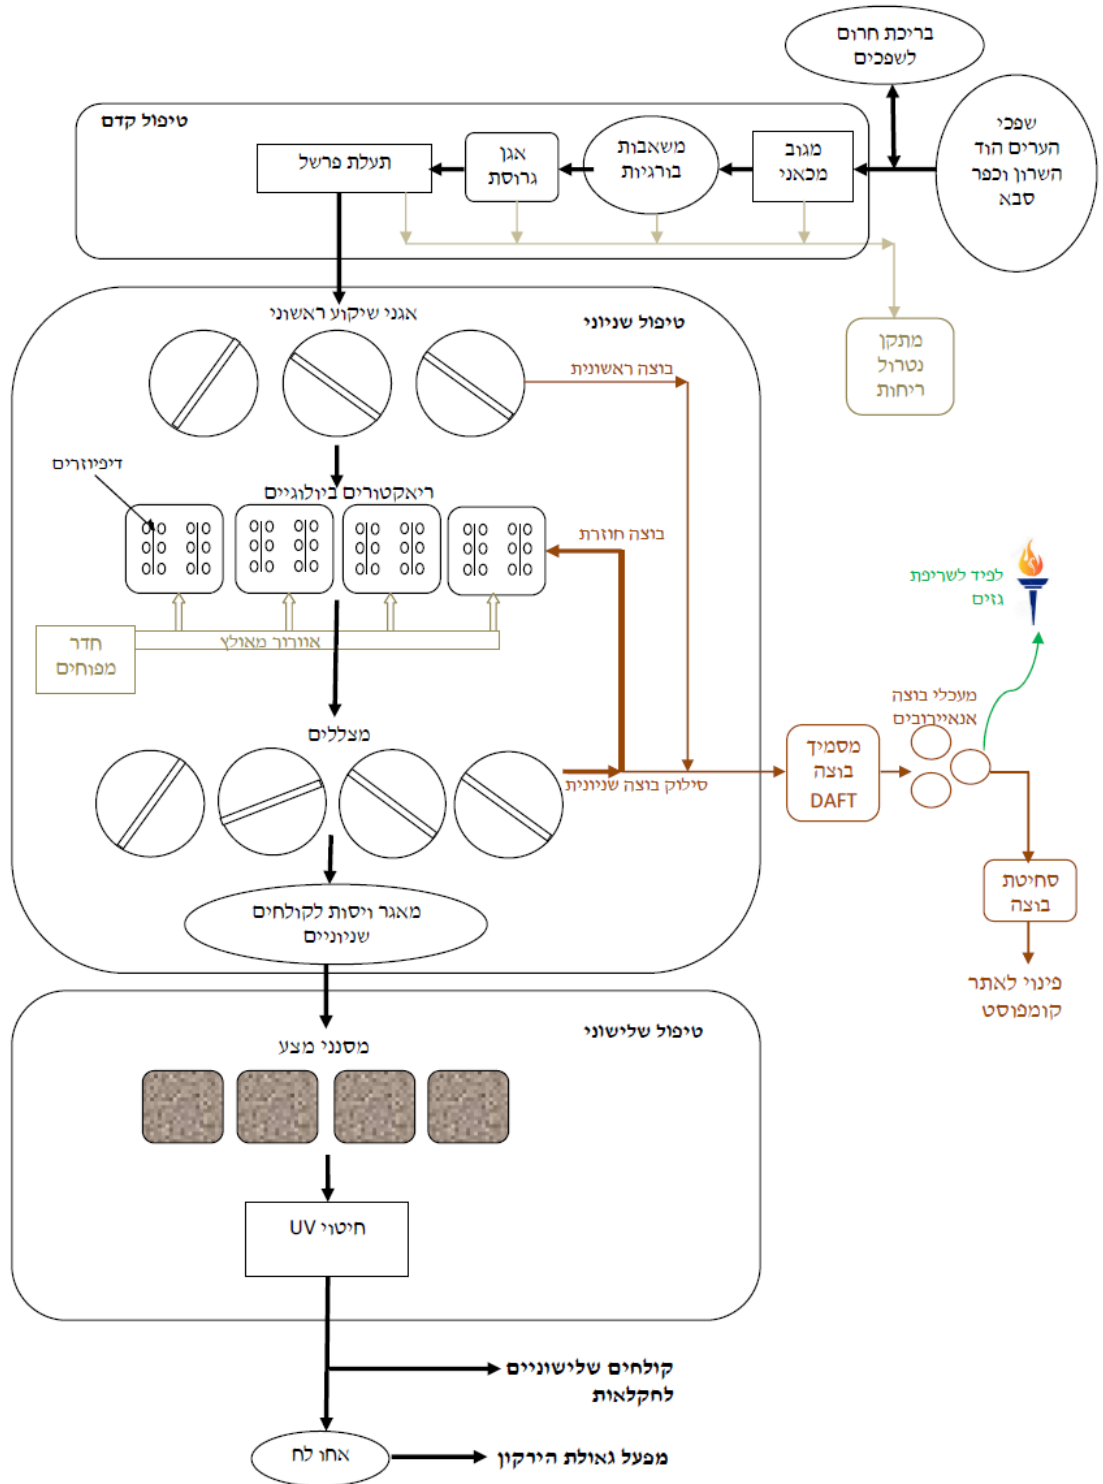 בריכת חרום
לשפכים
שפכי
הערים הוד
השרון וכפר
סבא
טיפול קדם
מגוב
מכאני
משאבות
בורגיות
אגן
גרוסת
תעלת פרשל
מתקן
נטרול
ריחות
טיפול שניוני
אגני שיקוע ראשוני
בוצה ראשונית
דיפיוזרים
ריאקטורים ביולוגיים
בוצה חוזרת
אוורור מאולץ
חדר
מפוחים
לפיד לשריפת
גזים
מצללים
סילוק בוצה שניונית
מסמיך
בוצה
DAFT
מעכלי בוצה
אנאיירובים
סחיטת
בוצה
פינוי לאתר
קומפוסט
מאגר ויסות לקולחים
שניוניים
טיפול שלישוני
מסנני מצע
חיטוי UV
קולחים שלישוניים
לחקלאות
אחו לח
מפעל גאולת הירקון